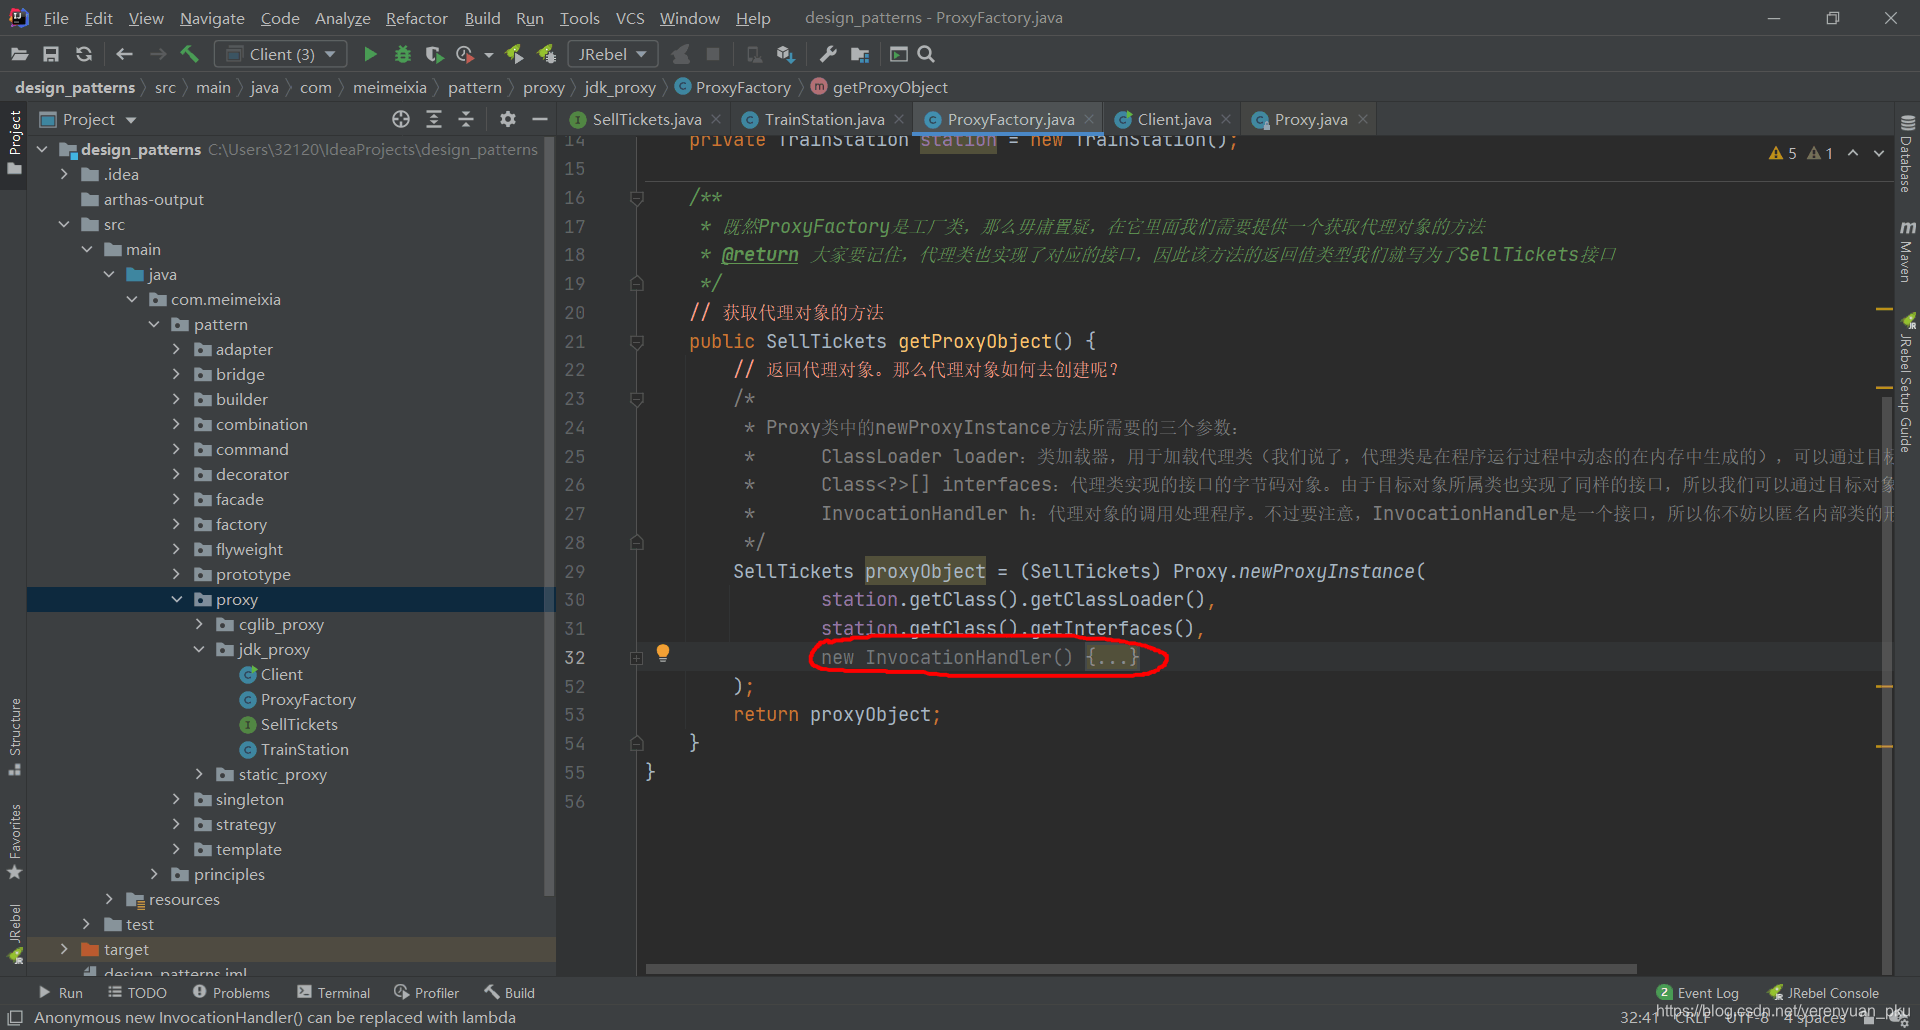 File Edit View Navigate Code Analyze Refactor Build Run Tools VCS Window Help design_patterns - ProxyFactory.java
Client (3) JRebel
design_patterns src main java com meimeixia pattern proxy jdk_proxy ProxyFactory getProxyObject
Project
SellTickets.java TrainStation.java ProxyFactory.java Client.java Proxy.java
Project
Structure
Favorites
JRebel
design_patterns C:\Users\32120\IdeaProjects\design_patterns
.idea
arthas-output
src
main
java
com.meimeixia
pattern
adapter
bridge
builder
combination
command
decorator
facade
factory
flyweight
prototype
proxy
cglib_proxy
jdk_proxy
Client
ProxyFactory
SellTickets
TrainStation
static_proxy
singleton
strategy
template
principles
resources
test
target
design_patterns.iml
5 1
14 private TrainStation station = new TrainStation();
15
16 /**
17 * 既然ProxyFactory是工厂类，那么毋庸置疑，在它里面我们需要提供一个获取代理对象的方法
18 * @return 大家要记住，代理类也实现了对应的接口，因此该方法的返回值类型我们就写为了SellTickets接口
19 */
20 // 获取代理对象的方法
21 public SellTickets getProxyObject() {
22 // 返回代理对象。那么代理对象如何去创建呢？
23 /*
24 * Proxy类中的newProxyInstance方法所需要的三个参数：
25 * ClassLoader loader：类加载器，用于加载代理类（我们说了，代理类是在程序运行过程中动态的在内存中生成的），可以通过目标
26 * Class<?>[] interfaces：代理类实现的接口的字节码对象。由于目标对象所属类也实现了同样的接口，所以我们可以通过目标对象
27 * InvocationHandler h：代理对象的调用处理程序。不过要注意，InvocationHandler是一个接口，所以你不妨以匿名内部类的形
28 */
29 SellTickets proxyObject = (SellTickets) Proxy.newProxyInstance(
30 station.getClass().getClassLoader(),
31 station.getClass().getInterfaces(),
32 new InvocationHandler() {...}
52 );
53 return proxyObject;
54 }
55 }
56
Database
Maven
JRebel Setup Guide
Run TODO Problems Terminal Profiler Build 2 Event Log JRebel Console
Anonymous new InvocationHandler() can be replaced with lambda 32:41 CRLF UTF-8 4 spaces
https://blog.csdn.net/yerenyuan_pku